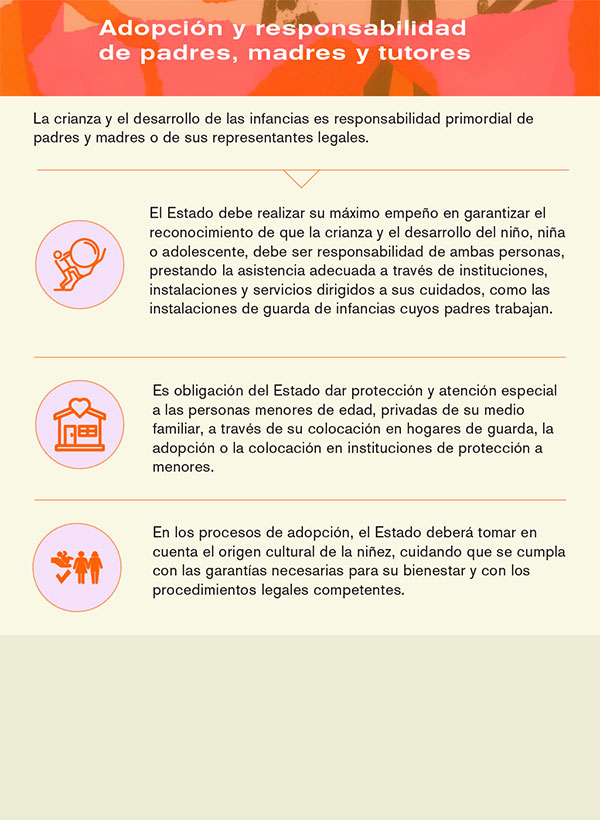 Adopción y responsabilidad
de padres, madres y tutores
La crianza y el desarrollo de las infancias es responsabilidad primordial de
padres y madres o de sus representantes legales.
El Estado debe realizar su máximo empeño en garantizar el
reconocimiento de que la crianza y el desarrollo del niño, niña
o adolescente, debe ser responsabilidad de ambas personas,
prestando la asistencia adecuada a través de instituciones,
instalaciones y servicios dirigidos a sus cuidados, como las
instalaciones de guarda de infancias cuyos padres trabajan.
Es obligación del Estado dar protección y atención especial
a las personas menores de edad, privadas de su medio
familiar, a través de su colocación en hogares de guarda, la
adopción o la colocación en instituciones de protección a
menores.
En los procesos de adopción, el Estado deberá tomar en
cuenta el origen cultural de la niñez, cuidando que se cumpla
con las garantías necesarias para su bienestar y con los
procedimientos legales competentes.